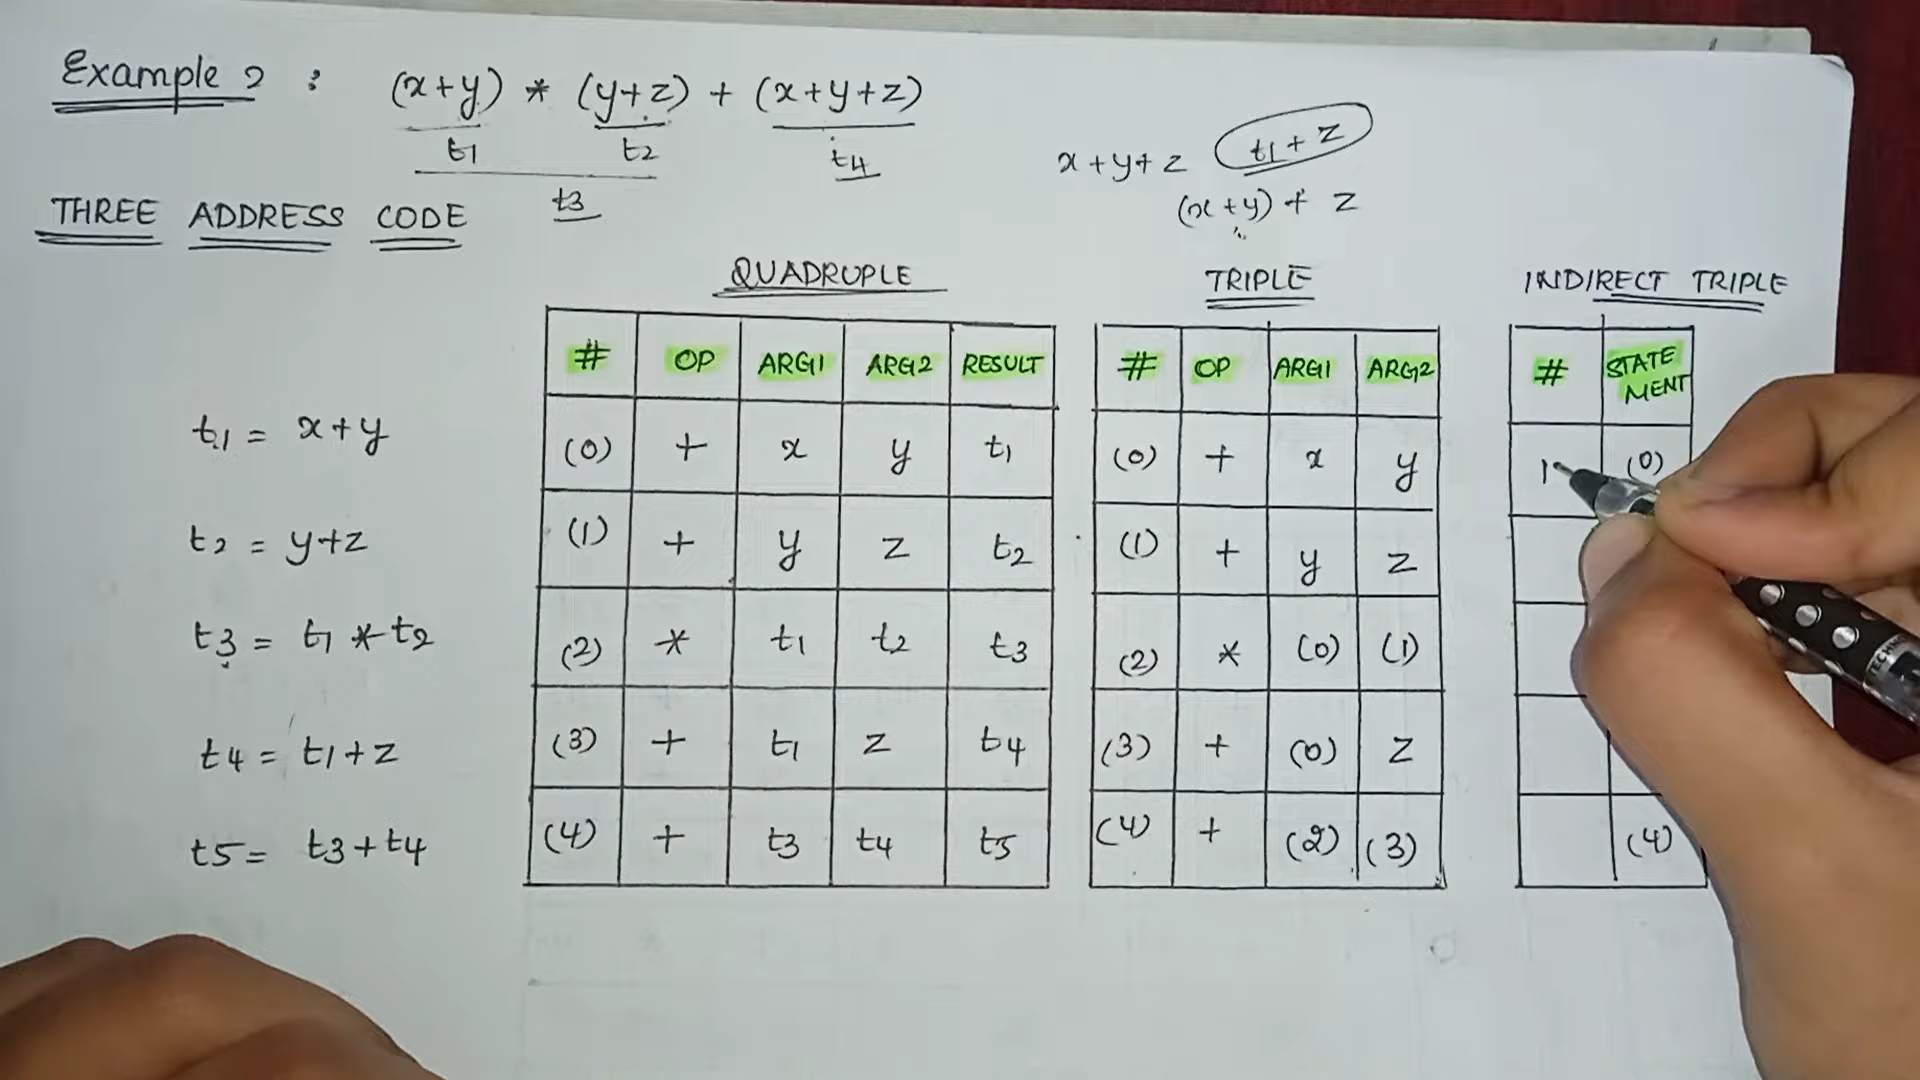 Example 2 : (x+y) * (y+z) + (x+y+z)
t1 t2 t4
t3
x+y+z t1+z
(x+y)+ z
THREE ADDRESS CODE
QUADRUPLE
# OP ARG1 ARG2 RESULT
(0) + x y t1
(1) + y z t2
(2) * t1 t2 t3
(3) + t1 z t4
(4) + t3 t4 t5
TRIPLE
# OP ARG1 ARG2
(0) + x y
(1) + y z
(2) * (0) (1)
(3) + (0) z
(4) + (2) (3)
INDIRECT TRIPLE
# STATE
MENT
1 (0)
(4)
t1 = x+y
t2 = y+z
t3 = t1 * t2
t4 = t1+z
t5= t3+t4